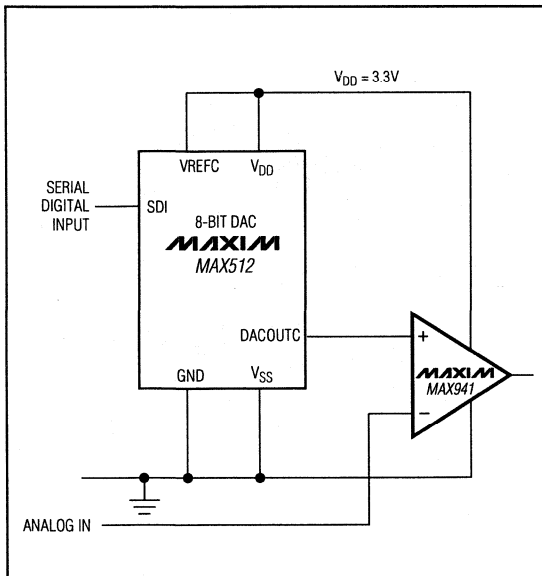 V_DD = 3.3V
VREFC V_DD
SERIAL
DIGITAL
INPUT
SDI
8-BIT DAC
MAXIM
MAX512
DACOUTC
GND V_SS
+
MAXIM
MAX941
−
ANALOG IN